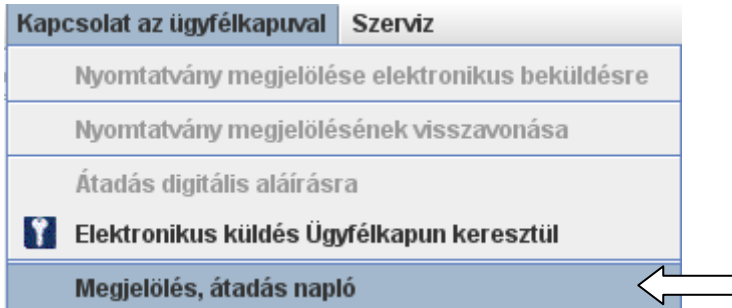 Kapcsolat az ügyfélkapuval Szerviz
Nyomtatvány megjelölése elektronikus beküldésre
Nyomtatvány megjelölésének visszavonása
Átadás digitális aláírásra
Elektronikus küldés Ügyfélkapun keresztül
Megjelölés, átadás napló